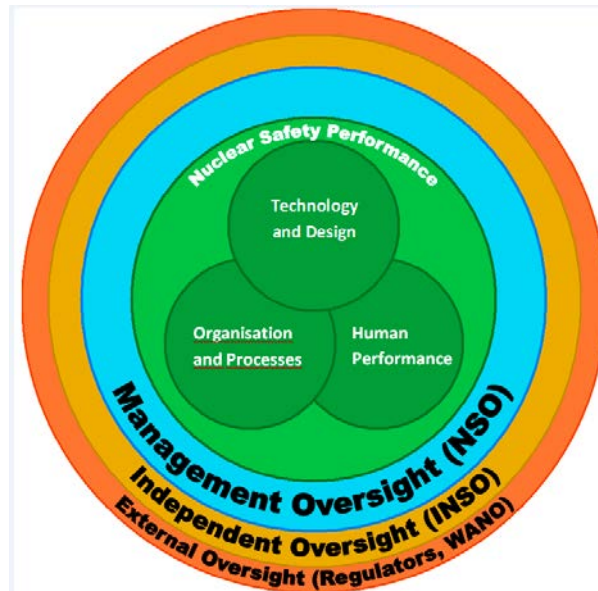 Nuclear Safety Performance
Technology
and Design
Organisation
and Processes
Human
Performance
Management Oversight (NSO)
Independent Oversight (INSO)
External Oversight (Regulators, WANO)